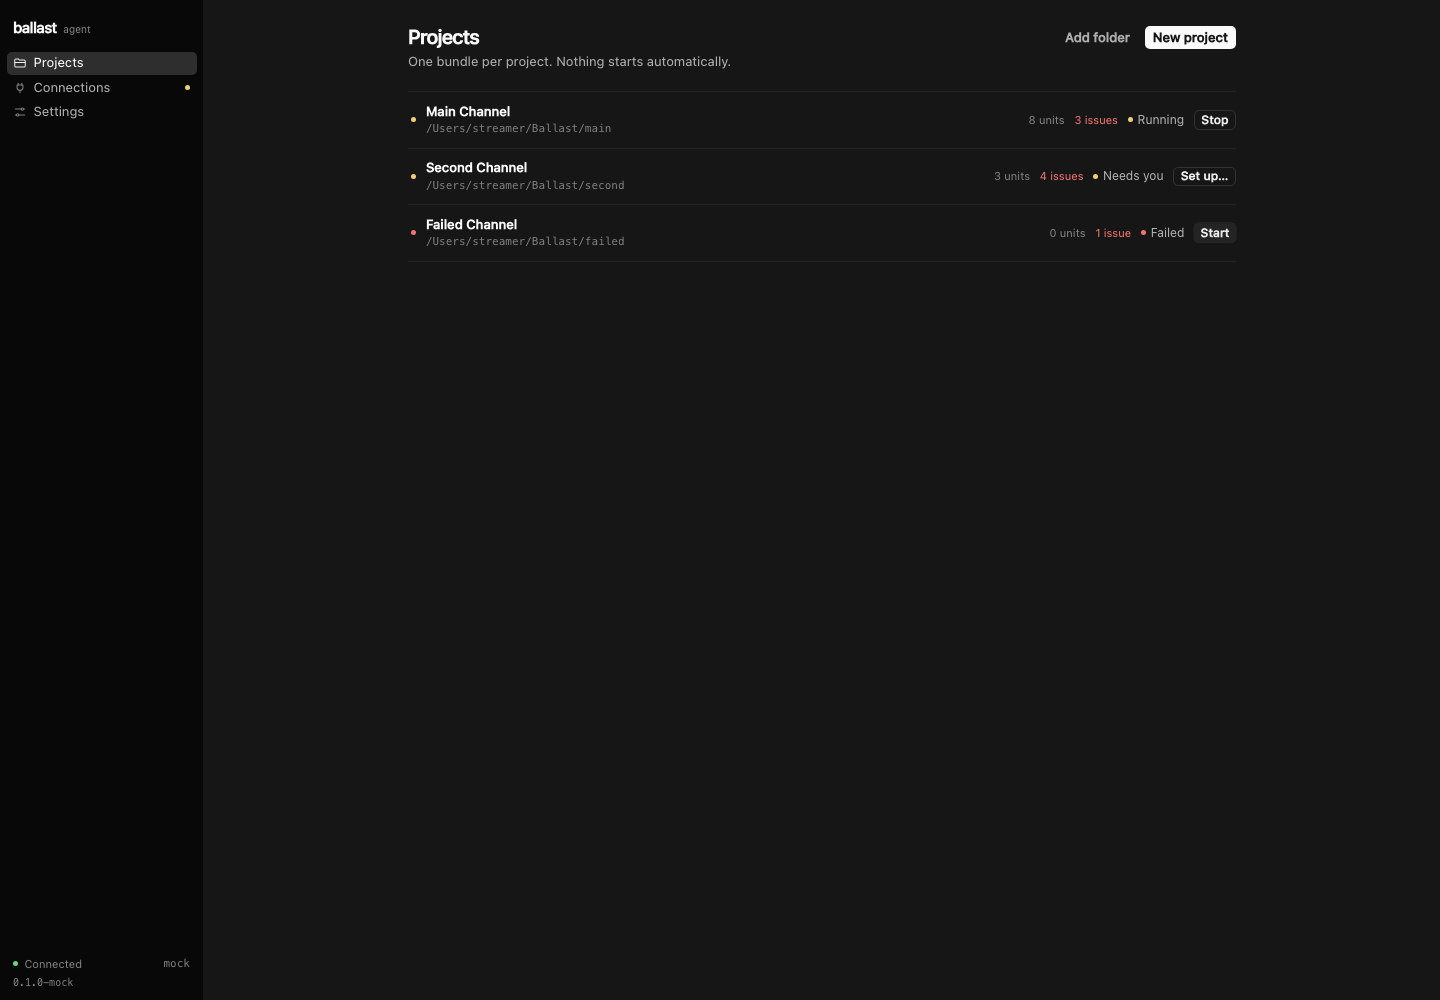 ballast agent
Projects
Connections
Settings
Projects
One bundle per project. Nothing starts automatically.
Add folder
New project
Main Channel
/Users/streamer/Ballast/main
8 units 3 issues Running Stop
Second Channel
/Users/streamer/Ballast/second
3 units 4 issues Needs you Set up...
Failed Channel
/Users/streamer/Ballast/failed
0 units 1 issue Failed Start
Connected mock
0.1.0-mock